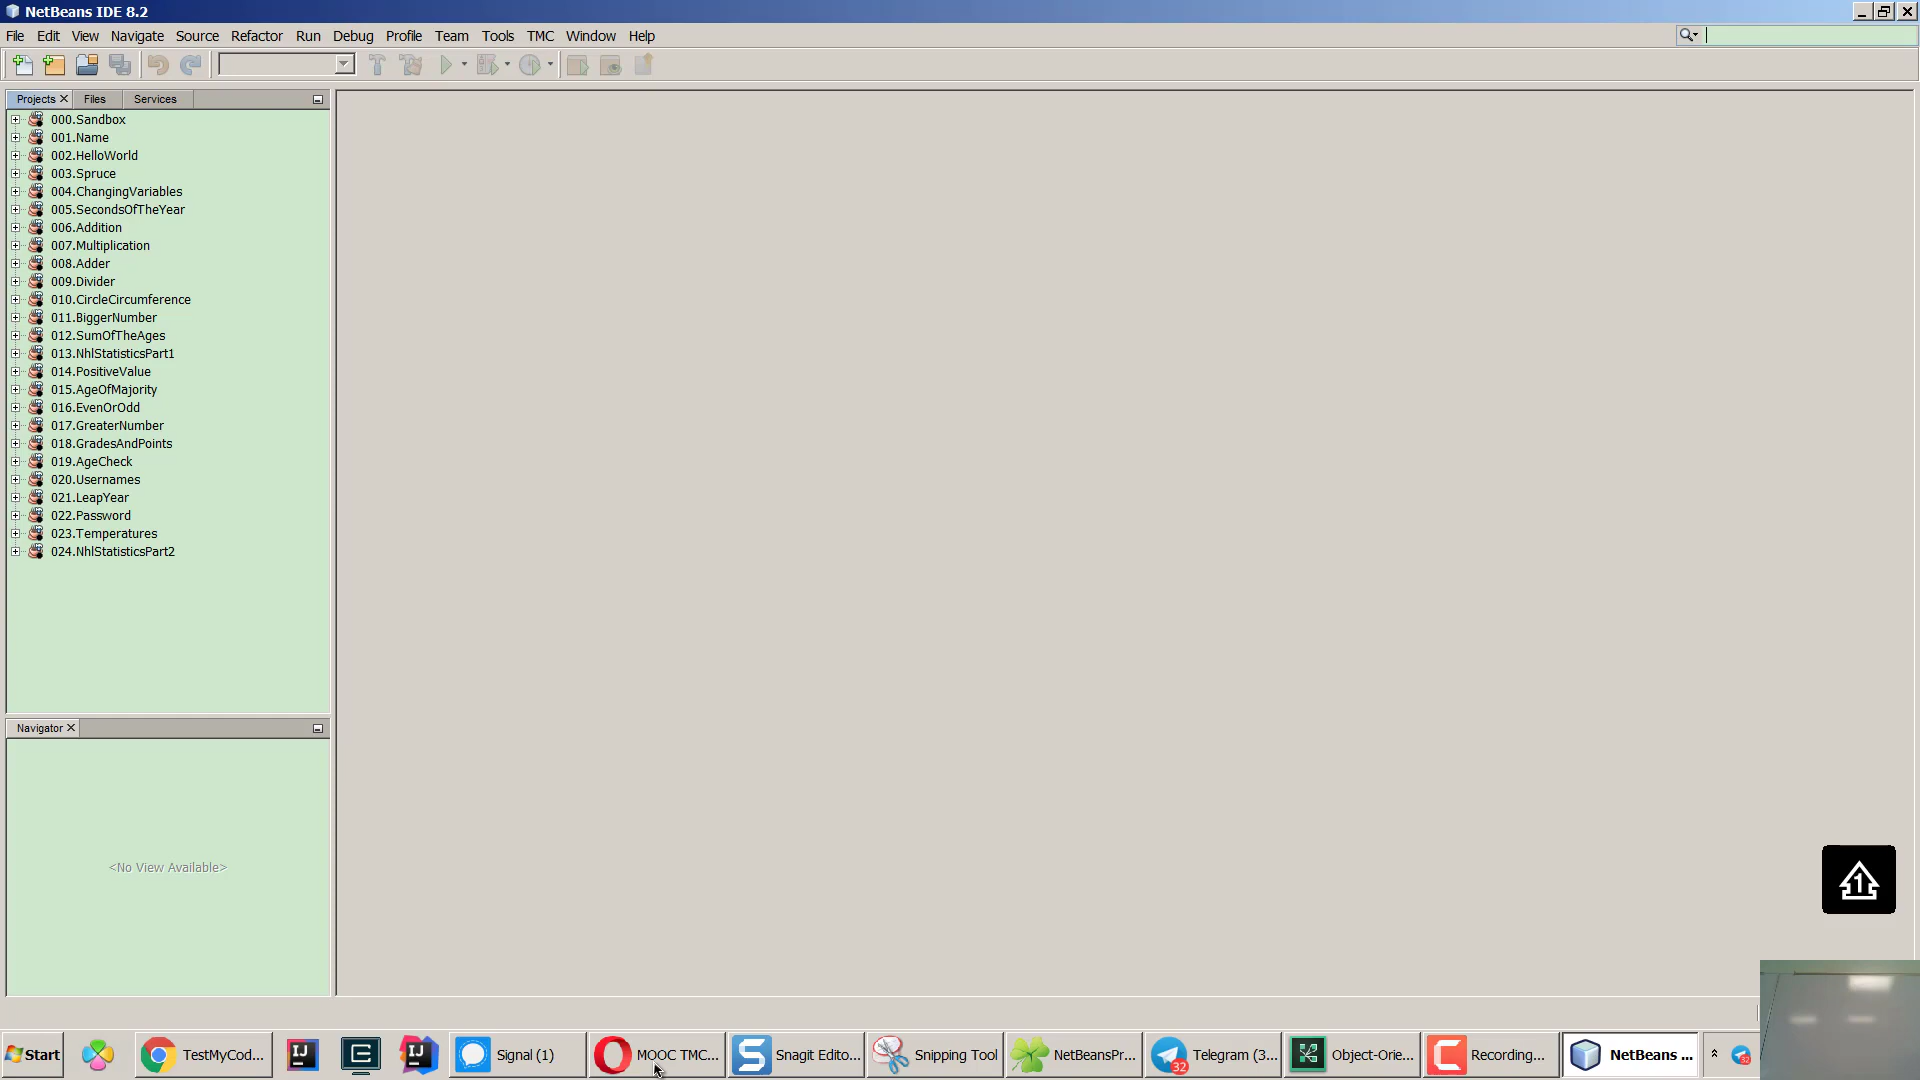 NetBeans IDE 8.2
File Edit View Navigate Source Refactor Run Debug Profile Team Tools TMC Window Help
Projects Files Services
000.Sandbox
001.Name
002.HelloWorld
003.Spruce
004.ChangingVariables
005.SecondsOfTheYear
006.Addition
007.Multiplication
008.Adder
009.Divider
010.CircleCircumference
011.BiggerNumber
012.SumOfTheAges
013.NhlStatisticsPart1
014.PositiveValue
015.AgeOfMajority
016.EvenOrOdd
017.GreaterNumber
018.GradesAndPoints
019.AgeCheck
020.Usernames
021.LeapYear
022.Password
023.Temperatures
024.NhlStatisticsPart2
Navigator
<No View Available>
1
Start TestMyCod... IJ E IJ Signal (1) MOOC TMC... S Snagit Edito... Snipping Tool NetBeansPr... 32 Telegram (3... Object-Orie... C Recording... NetBeans ... 32